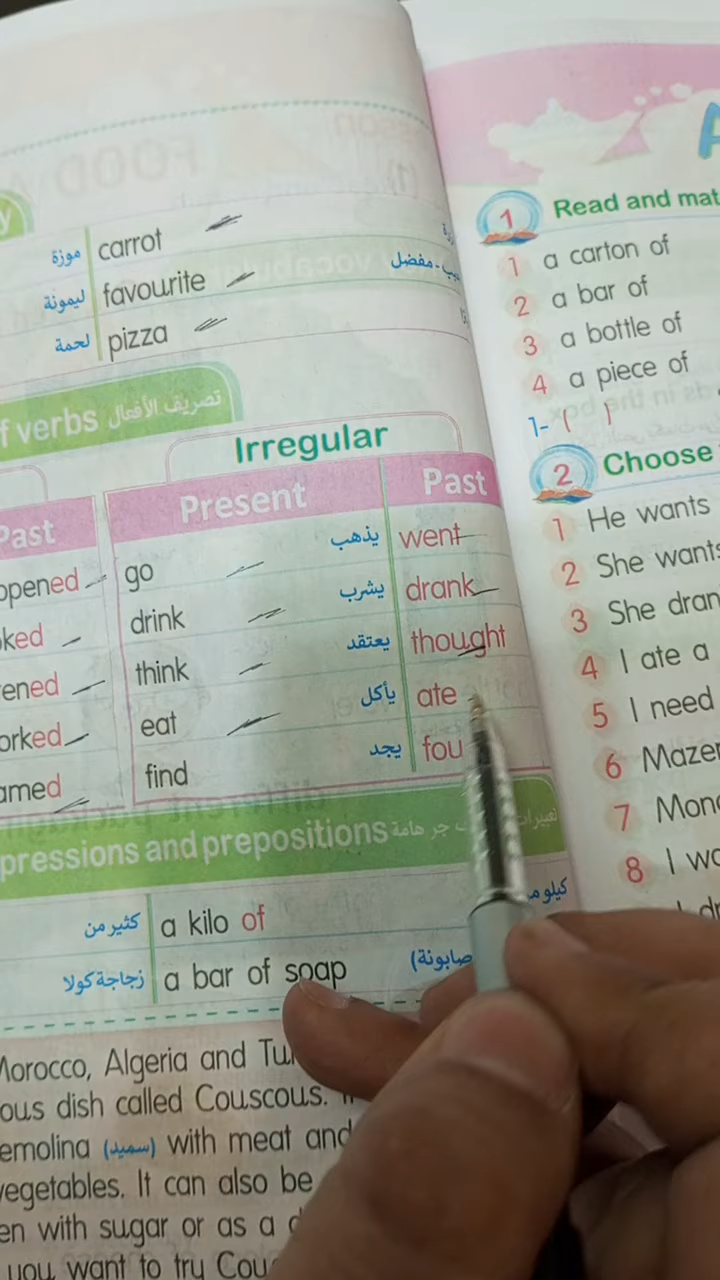 موزة carrot
ليمونة favourite
لحمة pizza
verbs تصريف الأفعال
Irregular
Past Present Past
go يذهب went
drink يشرب drank
think يعتقد thought
eat يأكل ate
find يجد fou
pressions and prepositions جر هامة
كثير من a kilo of
زجاجة كولا a bar of soap (صابونة
Morocco, Algeria and Tu
ous dish called Couscous.
emolina (سميد) with meat and
vegetables. It can also be
en with sugar or as a
you want to try Cou
1 Read and mat
1 a carton of
2 a bar of
3 a bottle of
4 a piece of
1- ( )
2 Choose
1 He wants
2 She wants
3 She dran
4 I ate a
5 I need
6 Mazer
7 Mon
8 I wo